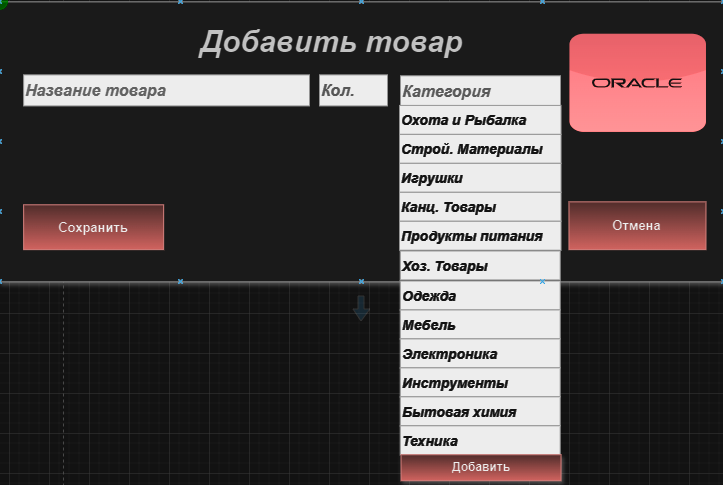 Добавить товар
ORACLE
Название товара
Кол.
Категория
Охота и Рыбалка
Строй. Материалы
Игрушки
Канц. Товары
Продукты питания
Хоз. Товары
Одежда
Мебель
Электроника
Инструменты
Бытовая химия
Техника
Добавить
Сохранить
Отмена